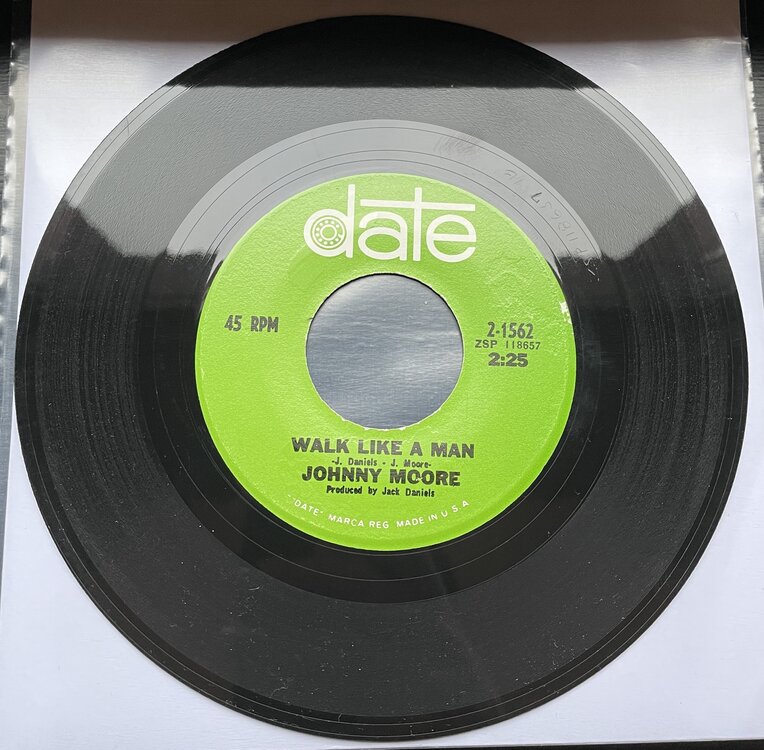 date
45 RPM
2-1562
ZSP 118657
2:25
WALK LIKE A MAN
-J. Daniels - J. Moore-
JOHNNY MOORE
Produced by Jack Daniels
"DATE" MARCA REG. MADE IN U S A